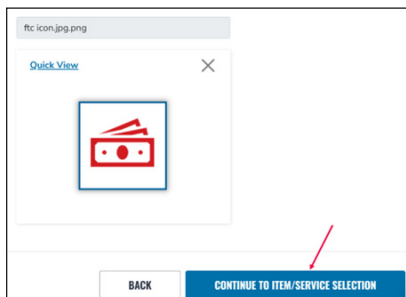 ftc icon.jpg.png
Quick View
BACK
CONTINUE TO ITEM/SERVICE SELECTION